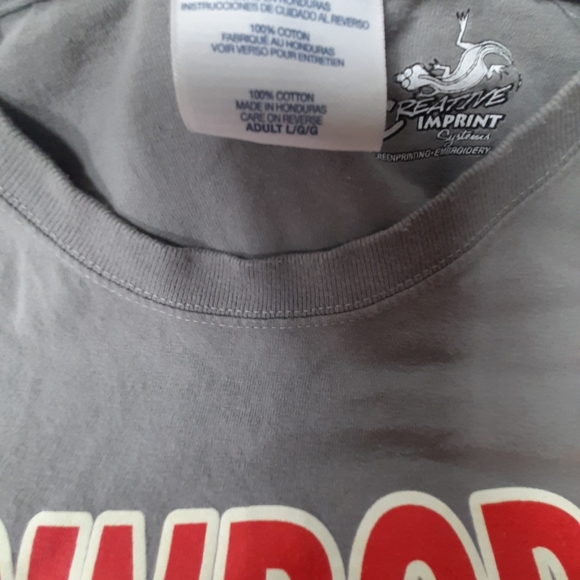 INSTRUCCIONES DE CUIDADO AL REVERSO
100% COTON
FABRIQUÉ AU HONDURAS
VOIR VERSO POUR ENTRETIEN
100% COTTON
MADE IN HONDURAS
CARE ON REVERSE
ADULT L/G/G
CREATIVE
IMPRINT
Systems
EMBROIDERY